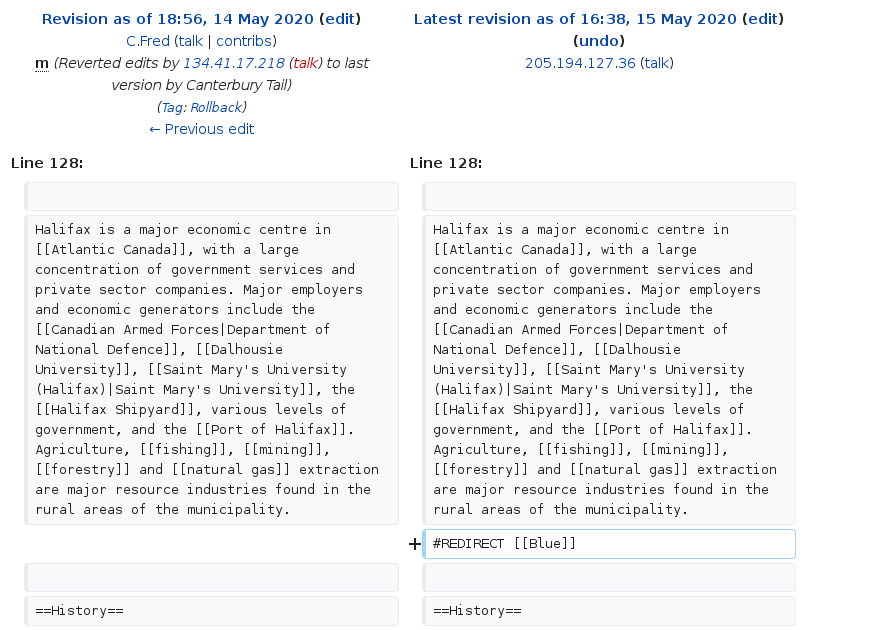 Revision as of 18:56, 14 May 2020 (edit)
C.Fred (talk | contribs)
m (Reverted edits by 134.41.17.218 (talk) to last
version by Canterbury Tail)
(Tag: Rollback)
← Previous edit
Latest revision as of 16:38, 15 May 2020 (edit)
(undo)
205.194.127.36 (talk)
Line 128:
Line 128:
Halifax is a major economic centre in
[[Atlantic Canada]], with a large
concentration of government services and
private sector companies. Major employers
and economic generators include the
[[Canadian Armed Forces|Department of
National Defence]], [[Dalhousie
University]], [[Saint Mary's University
(Halifax)|Saint Mary's University]], the
[[Halifax Shipyard]], various levels of
government, and the [[Port of Halifax]].
Agriculture, [[fishing]], [[mining]],
[[forestry]] and [[natural gas]] extraction
are major resource industries found in the
rural areas of the municipality.
Halifax is a major economic centre in
[[Atlantic Canada]], with a large
concentration of government services and
private sector companies. Major employers
and economic generators include the
[[Canadian Armed Forces|Department of
National Defence]], [[Dalhousie
University]], [[Saint Mary's University
(Halifax)|Saint Mary's University]], the
[[Halifax Shipyard]], various levels of
government, and the [[Port of Halifax]].
Agriculture, [[fishing]], [[mining]],
[[forestry]] and [[natural gas]] extraction
are major resource industries found in the
rural areas of the municipality.
+ #REDIRECT [[Blue]]
==History==
==History==